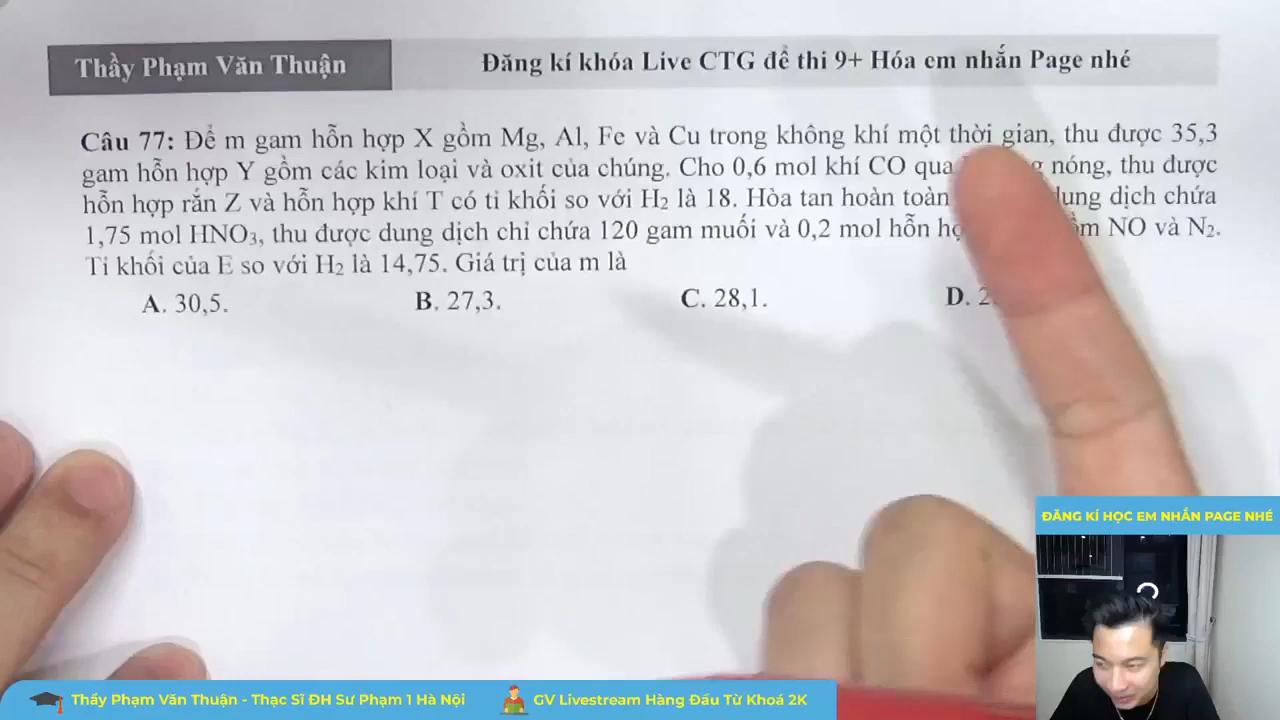 Thầy Phạm Văn Thuận
Đăng kí khóa Live CTG đề thi 9+ Hóa em nhắn Page nhé
Câu 77: Để m gam hỗn hợp X gồm Mg, Al, Fe và Cu trong không khí một thời gian, thu được 35,3
gam hỗn hợp Y gồm các kim loại và oxit của chúng. Cho 0,6 mol khí CO qua nóng, thu được
hỗn hợp rắn Z và hỗn hợp khí T có tỉ khối so với H2 là 18. Hòa tan hoàn toàn dung dịch chứa
1,75 mol HNO3, thu được dung dịch chỉ chứa 120 gam muối và 0,2 mol hỗn NO và N2.
Tỉ khối của E so với H2 là 14,75. Giá trị của m là
A. 30,5. B. 27,3. C. 28,1. D.
ĐĂNG KÍ HỌC EM NHẮN PAGE NHÉ
Thầy Phạm Văn Thuận - Thạc Sĩ ĐH Sư Phạm 1 Hà Nội
GV Livestream Hàng Đầu Từ Khoá 2K